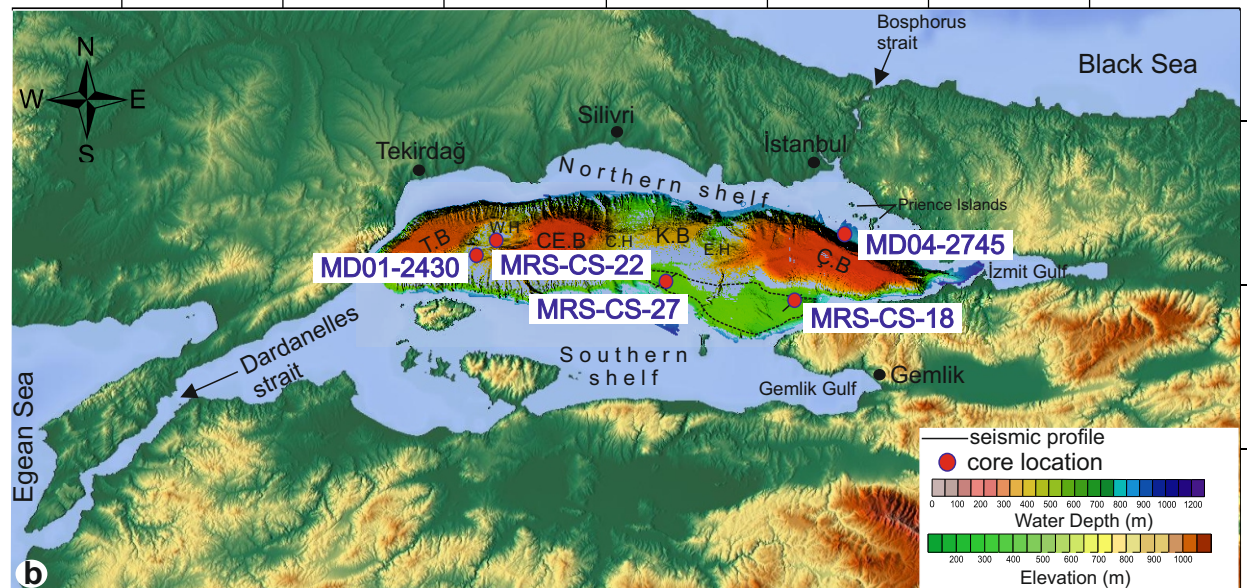 Bosphorus
strait
Black Sea
N
W
E
S
Silivri
Tekirdağ
İstanbul
Northern shelf
Prience Islands
T.B
W.H
CE.B
C.H
K.B
E.H
Ç.B
MD01-2430
MRS-CS-22
MD04-2745
İzmit Gulf
MRS-CS-27
MRS-CS-18
Dardanelles
strait
Southern
shelf
Gemlik Gulf
Gemlik
Egean Sea
seismic profile
core location
0 100 200 300 400 500 600 700 800 900 1000 1100 1200
Water Depth (m)
200 300 400 500 600 700 800 900 1000
Elevation (m)
b